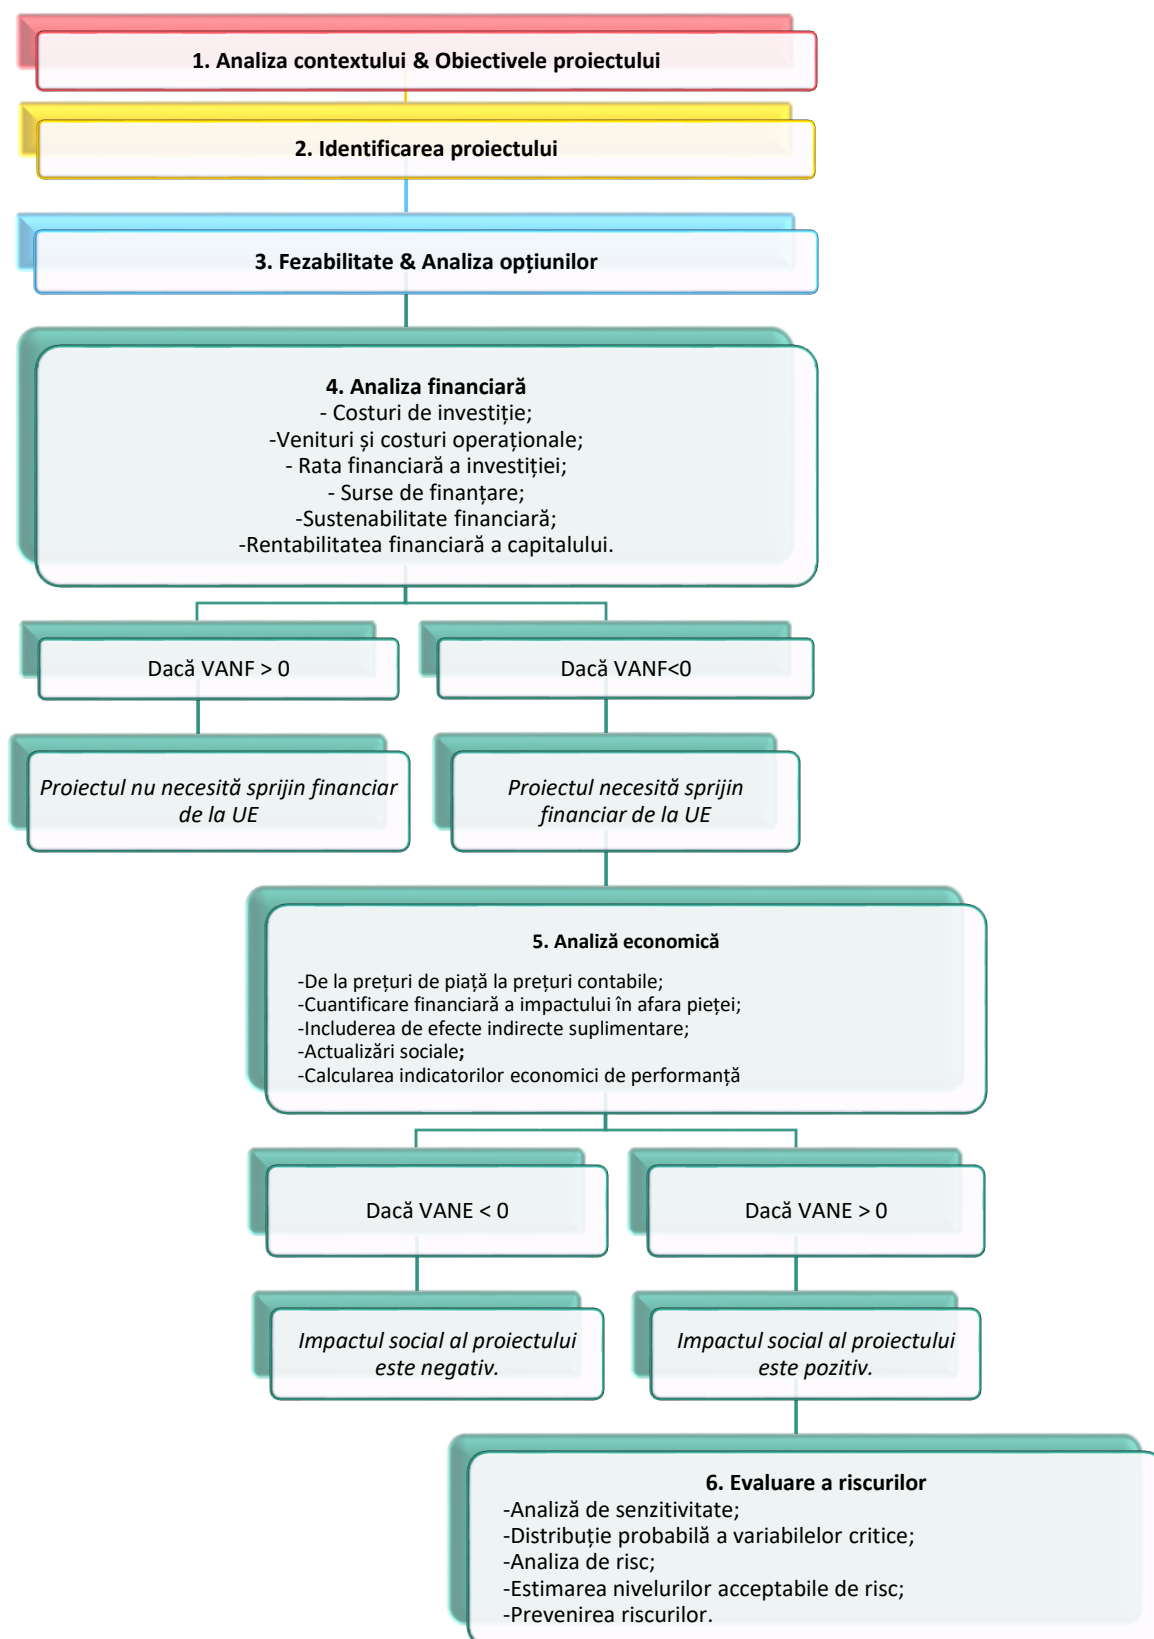 1. Analiza contextului & Obiectivele proiectului
2. Identificarea proiectului
3. Fezabilitate & Analiza opțiunilor
4. Analiza financiară
- Costuri de investiție;
-Venituri și costuri operaționale;
- Rata financiară a investiției;
- Surse de finanțare;
-Sustenabilitate financiară;
-Rentabilitatea financiară a capitalului.
Dacă VANF > 0
Dacă VANF<0
Proiectul nu necesită sprijin financiar
de la UE
Proiectul necesită sprijin
financiar de la UE
5. Analiză economică
-De la prețuri de piață la prețuri contabile;
-Cuantificare financiară a impactului în afara pieței;
-Includerea de efecte indirecte suplimentare;
-Actualizări sociale;
-Calcularea indicatorilor economici de performanță
Dacă VANE < 0
Dacă VANE > 0
Impactul social al proiectului
este negativ.
Impactul social al proiectului
este pozitiv.
6. Evaluare a riscurilor
-Analiză de senzitivitate;
-Distribuție probabilă a variabilelor critice;
-Analiza de risc;
-Estimarea nivelurilor acceptabile de risc;
-Prevenirea riscurilor.